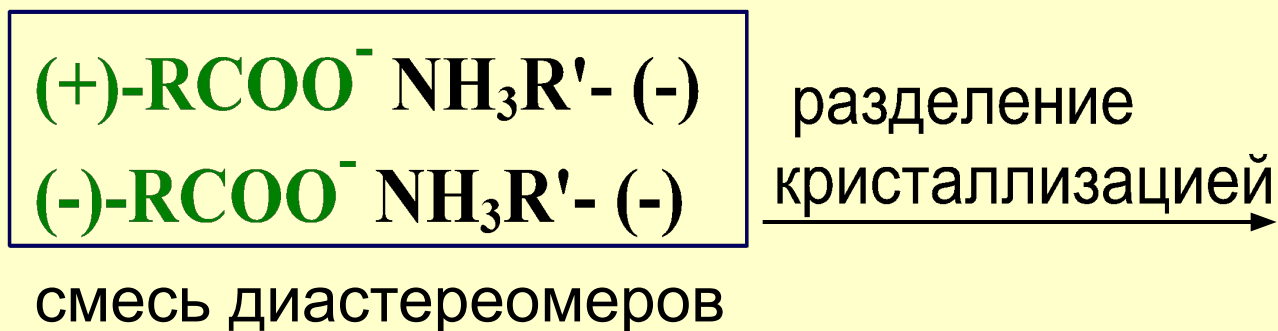 (+)-RCOO⁻ NH₃R'- (-)
(-)-RCOO⁻ NH₃R'- (-)
разделение
кристаллизацией
смесь диастереомеров